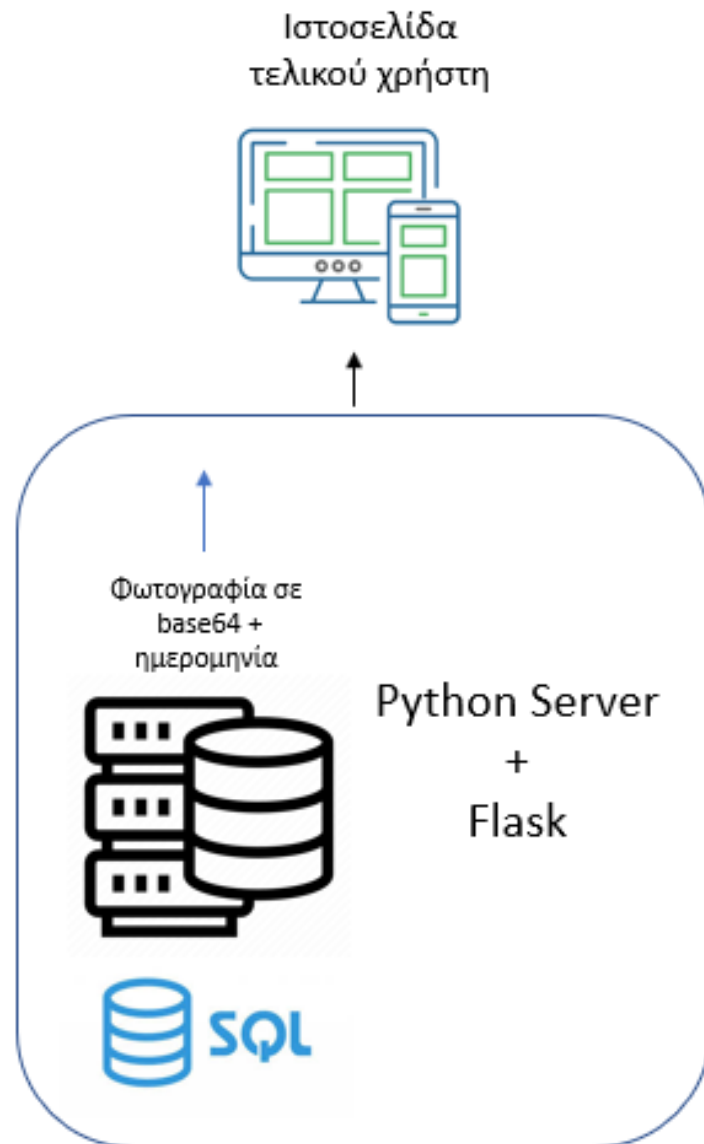 Ιστοσελίδα
τελικού χρήστη
Φωτογραφία σε
base64 +
ημερομηνία
Python Server
+
Flask
SQL